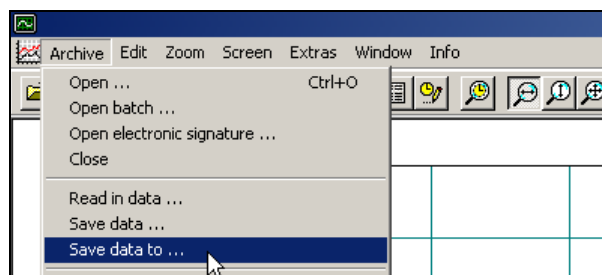 Archive Edit Zoom Screen Extras Window Info
Open ... Ctrl+O
Open batch ...
Open electronic signature ...
Close
Read in data ...
Save data ...
Save data to ...